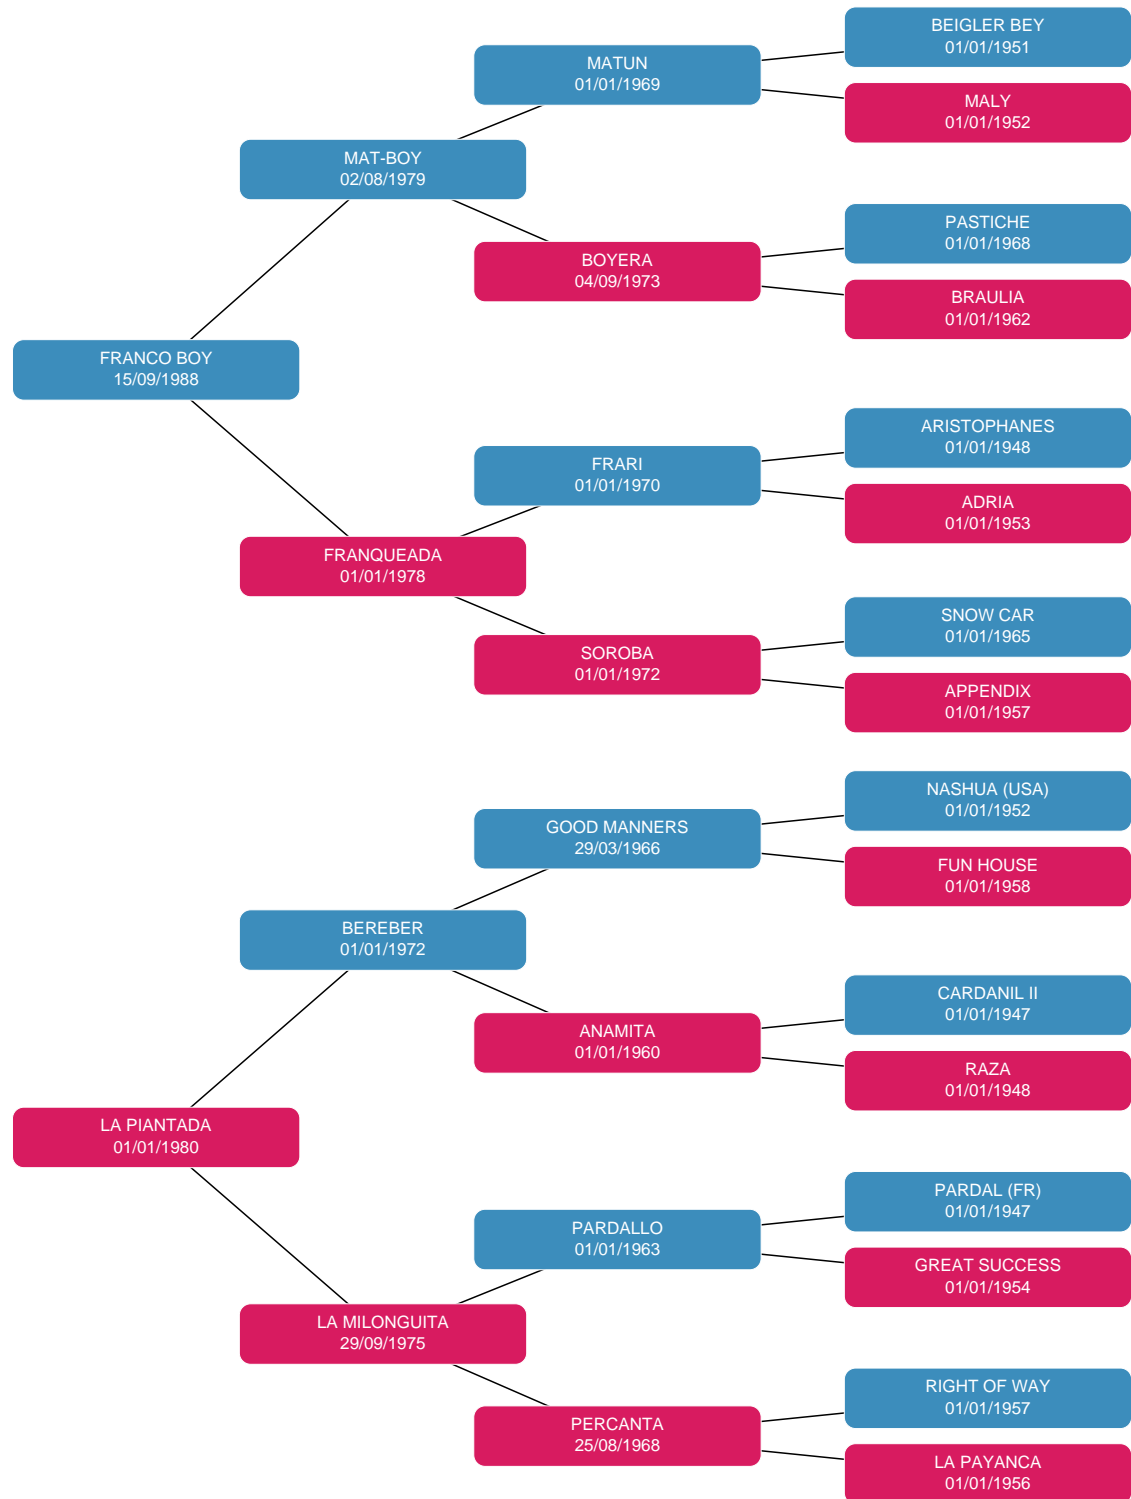 BEIGLER BEY
01/01/1951
MATUN
01/01/1969
MALY
01/01/1952
MAT-BOY
02/08/1979
PASTICHE
01/01/1968
BOYERA
04/09/1973
BRAULIA
01/01/1962
FRANCO BOY
15/09/1988
ARISTOPHANES
01/01/1948
FRARI
01/01/1970
ADRIA
01/01/1953
FRANQUEADA
01/01/1978
SNOW CAR
01/01/1965
SOROBA
01/01/1972
APPENDIX
01/01/1957
NASHUA (USA)
01/01/1952
GOOD MANNERS
29/03/1966
FUN HOUSE
01/01/1958
BEREBER
01/01/1972
CARDANIL II
01/01/1947
ANAMITA
01/01/1960
RAZA
01/01/1948
LA PIANTADA
01/01/1980
PARDAL (FR)
01/01/1947
PARDALLO
01/01/1963
GREAT SUCCESS
01/01/1954
LA MILONGUITA
29/09/1975
RIGHT OF WAY
01/01/1957
PERCANTA
25/08/1968
LA PAYANCA
01/01/1956